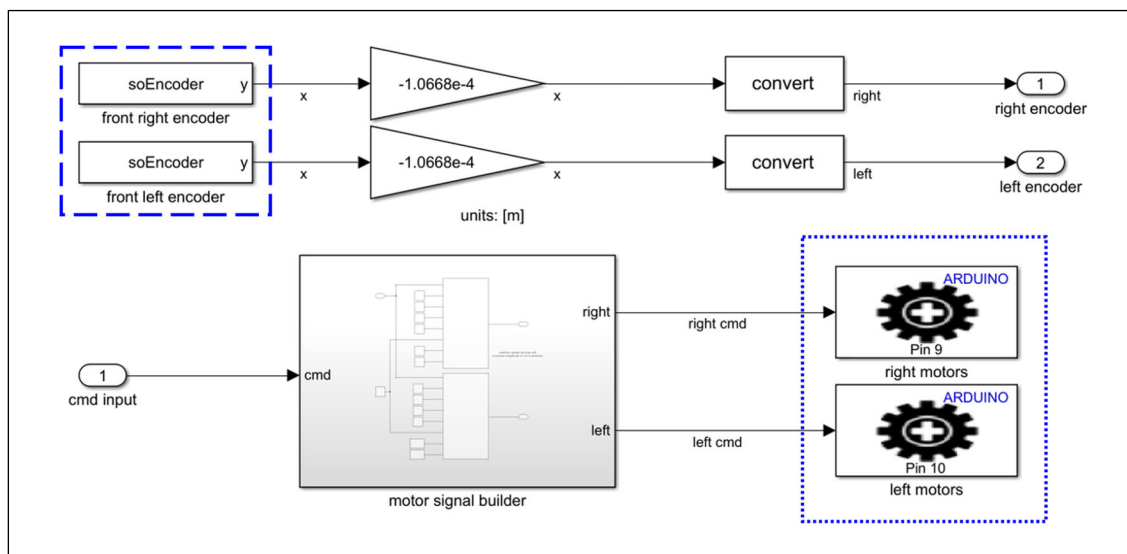 soEncoder y
front right encoder
x
-1.0668e-4
x
convert
right
1
right encoder
soEncoder y
front left encoder
x
-1.0668e-4
x
convert
left
2
left encoder
units: [m]
1
cmd input
cmd
right
left
motor signal builder
right cmd
left cmd
ARDUINO
Pin 9
right motors
ARDUINO
Pin 10
left motors